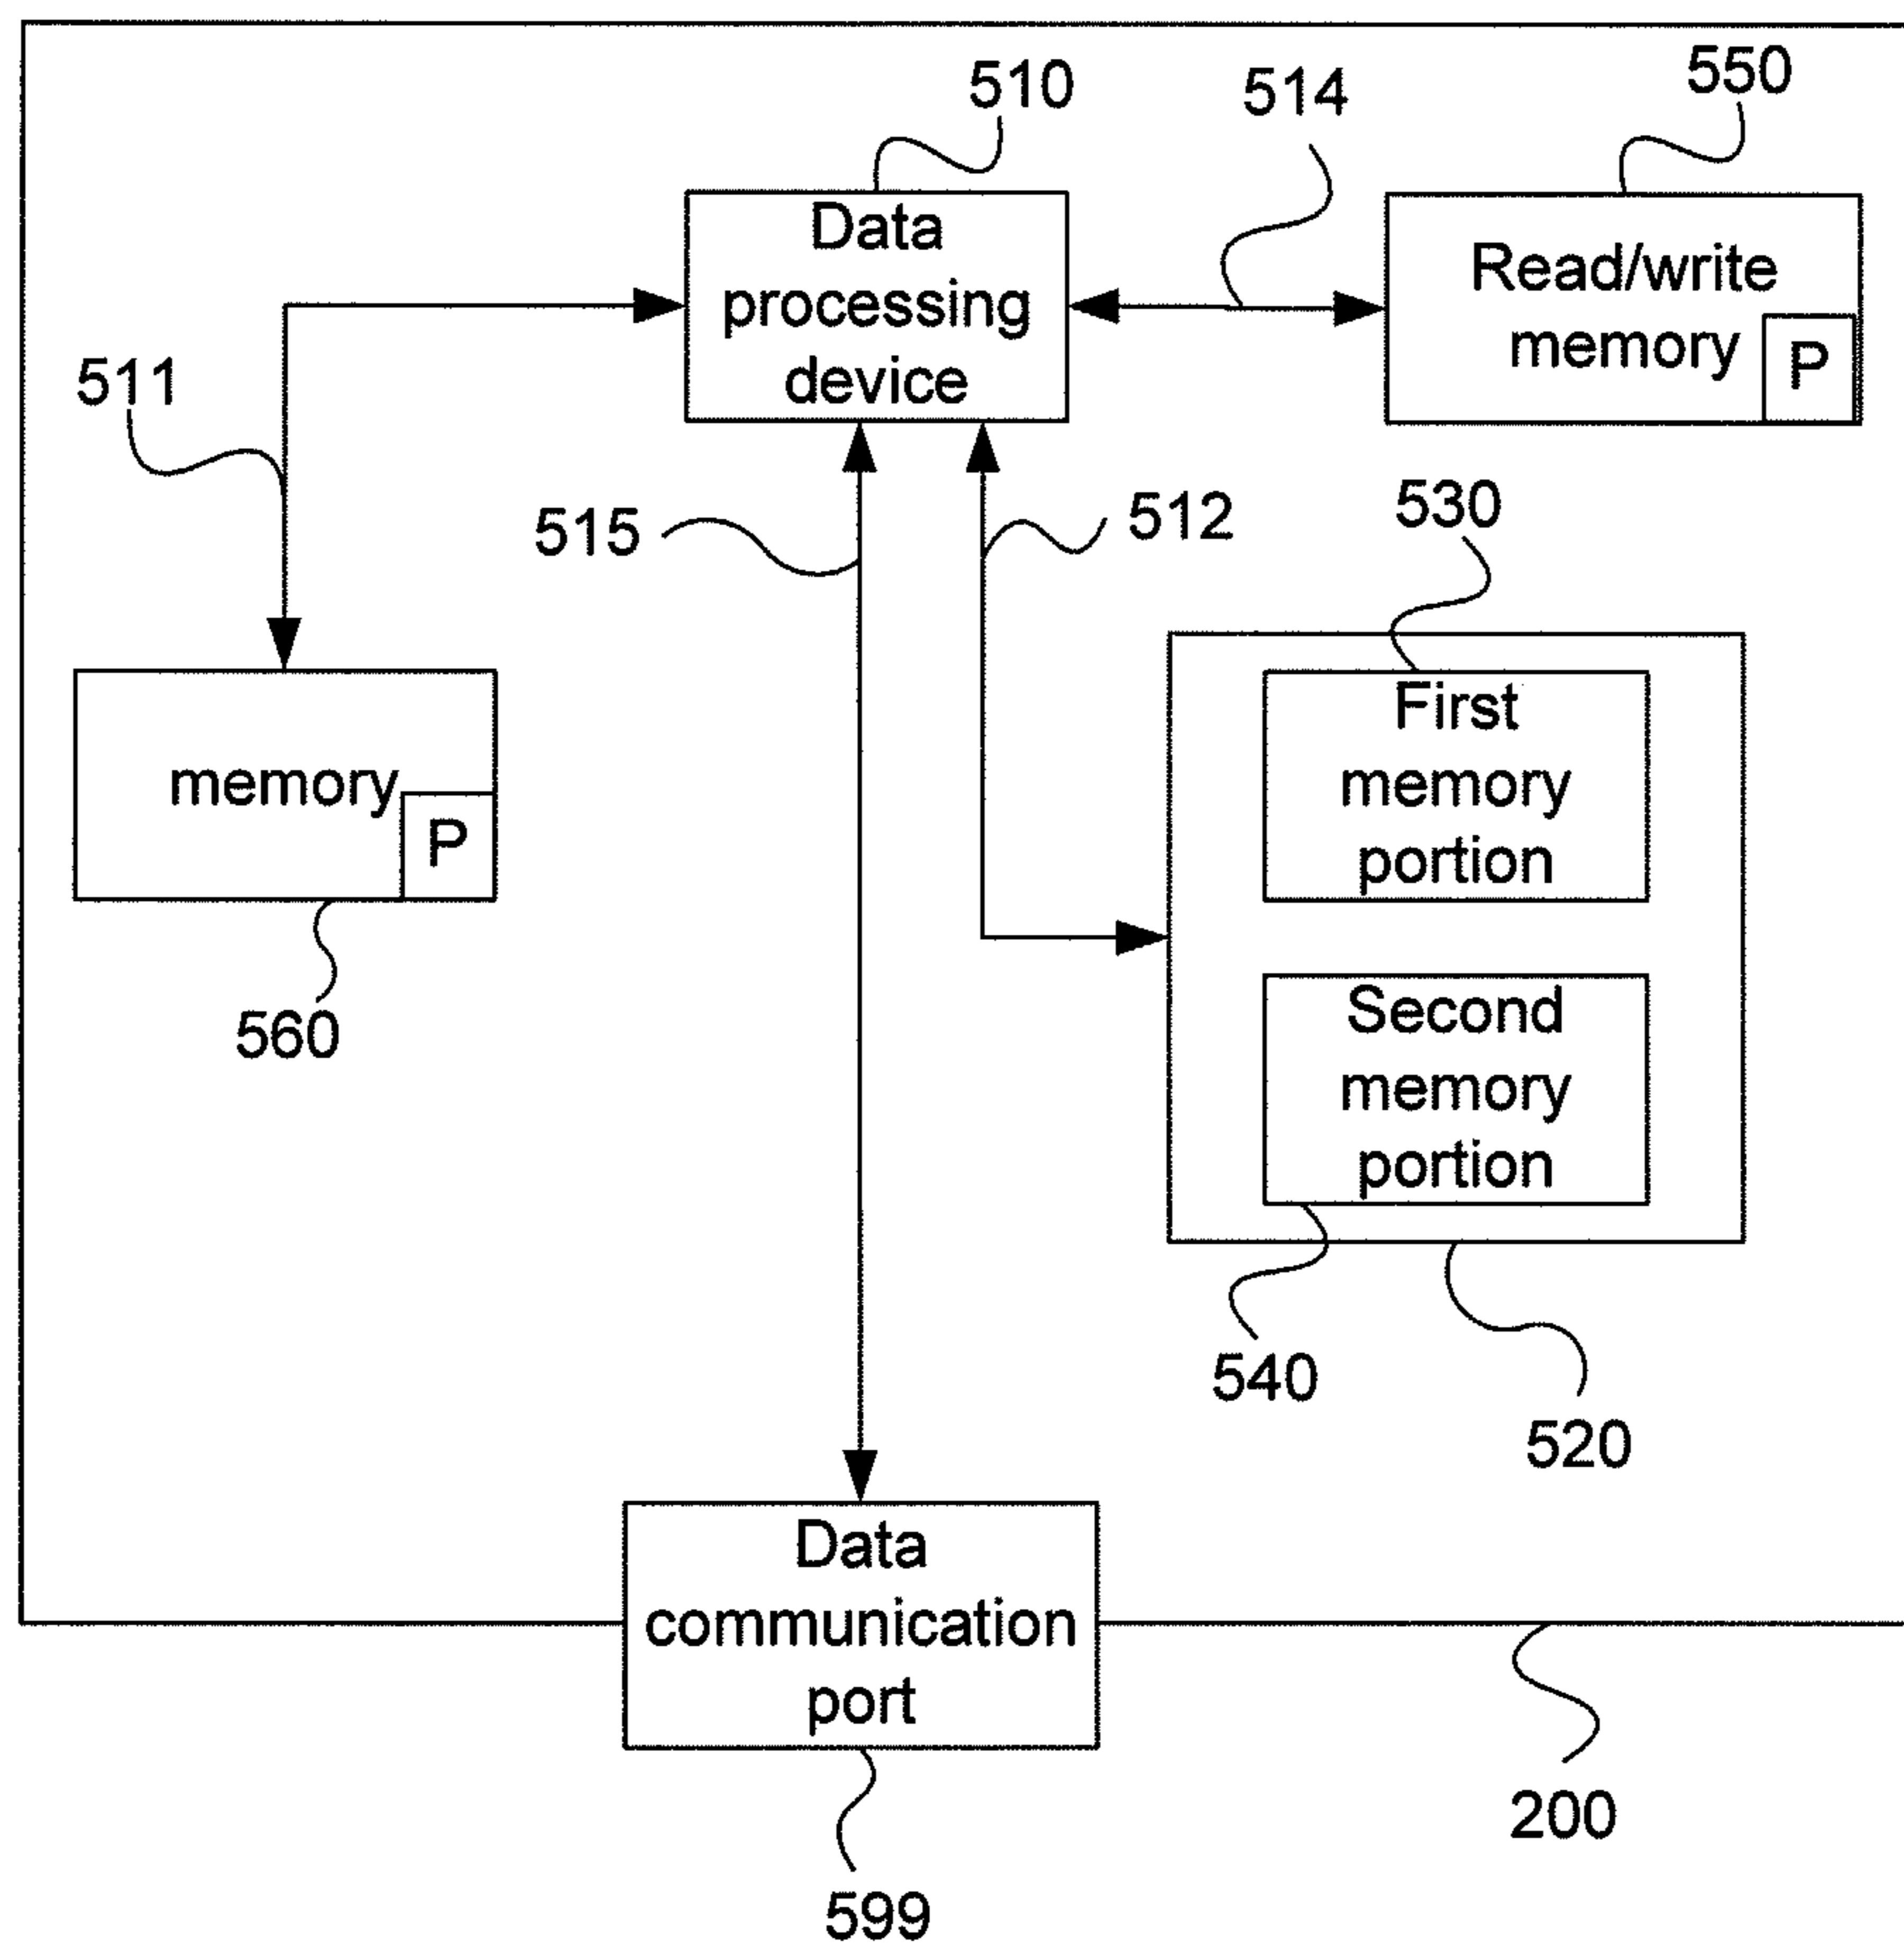 510
514
550
Data
processing
device
Read/write
memory
P
511
515
512
530
First
memory
portion
memory
P
560
Second
memory
portion
540
520
Data
communication
port
200
599